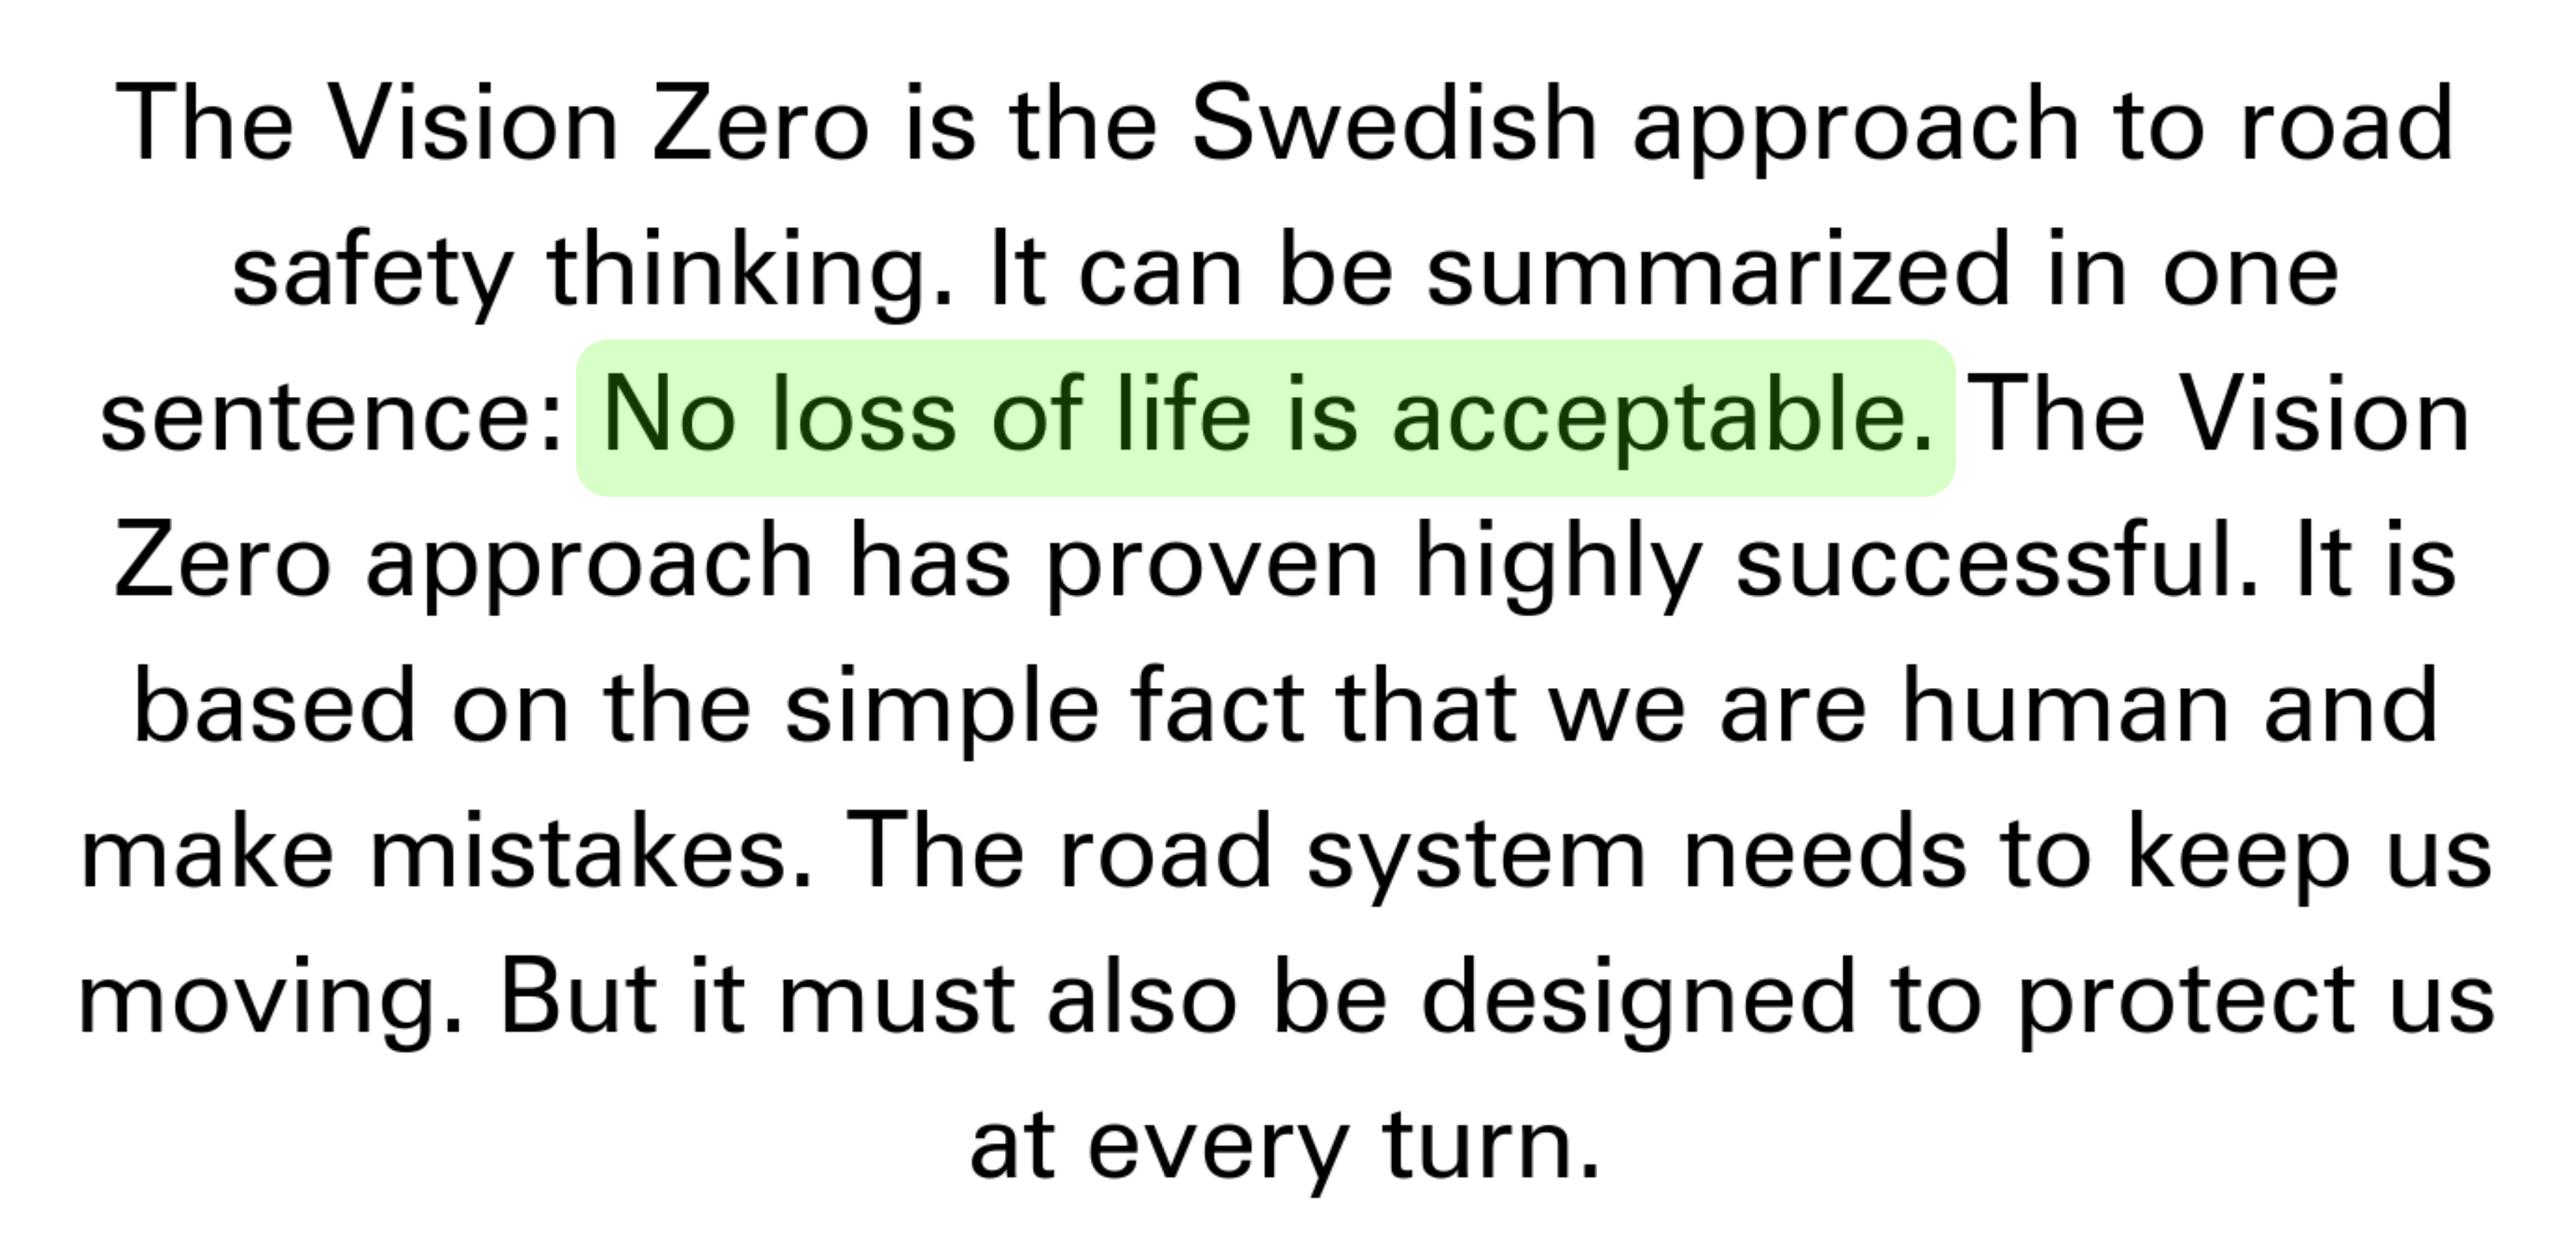 The Vision Zero is the Swedish approach to road
safety thinking. It can be summarized in one
sentence: No loss of life is acceptable. The Vision
Zero approach has proven highly successful. It is
based on the simple fact that we are human and
make mistakes. The road system needs to keep us
moving. But it must also be designed to protect us
at every turn.